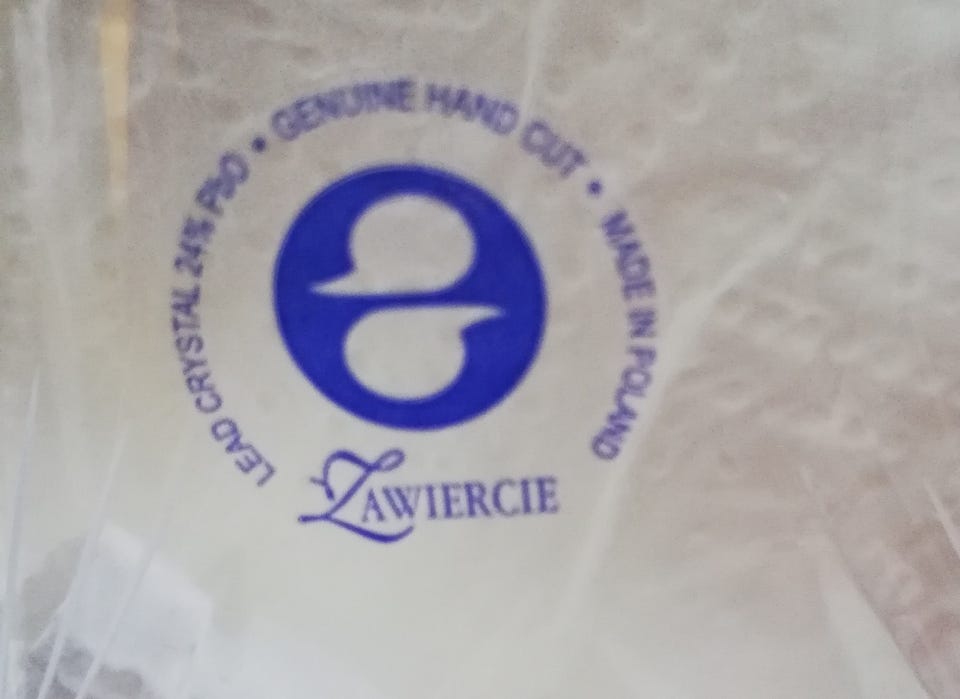 LEAD CRYSTAL 24% PbO • GENUINE HAND CUT • MADE IN POLAND
ZAWIERCIE